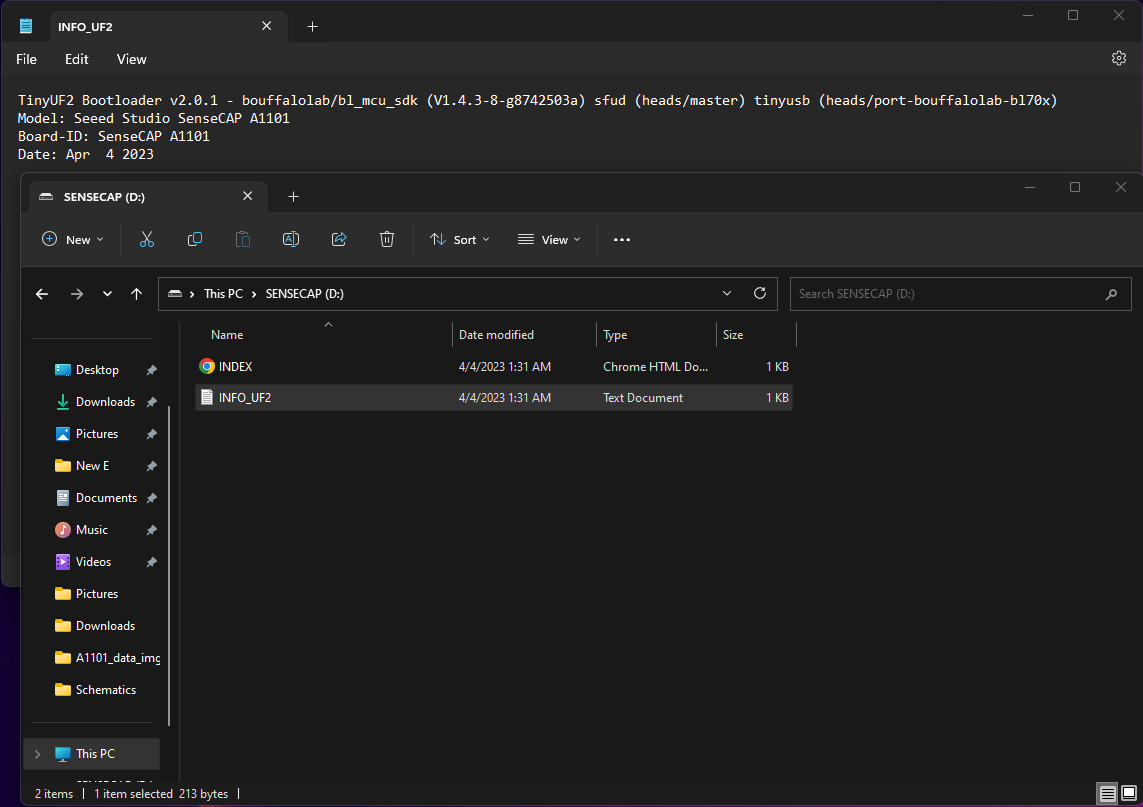 INFO_UF2
File Edit View
TinyUF2 Bootloader v2.0.1 - bouffalolab/bl_mcu_sdk (V1.4.3-8-g8742503a) sfud (heads/master) tinyusb (heads/port-bouffalolab-bl70x)
Model: Seeed Studio SenseCAP A1101
Board-ID: SenseCAP A1101
Date: Apr  4 2023
SENSECAP (D:)
New Sort View
This PC SENSECAP (D:) Search SENSECAP (D:)
Name Date modified Type Size
INDEX 4/4/2023 1:31 AM Chrome HTML Do... 1 KB
INFO_UF2 4/4/2023 1:31 AM Text Document 1 KB
Desktop
Downloads
Pictures
New E
Documents
Music
Videos
Pictures
Downloads
A1101_data_img
Schematics
This PC
2 items 1 item selected 213 bytes